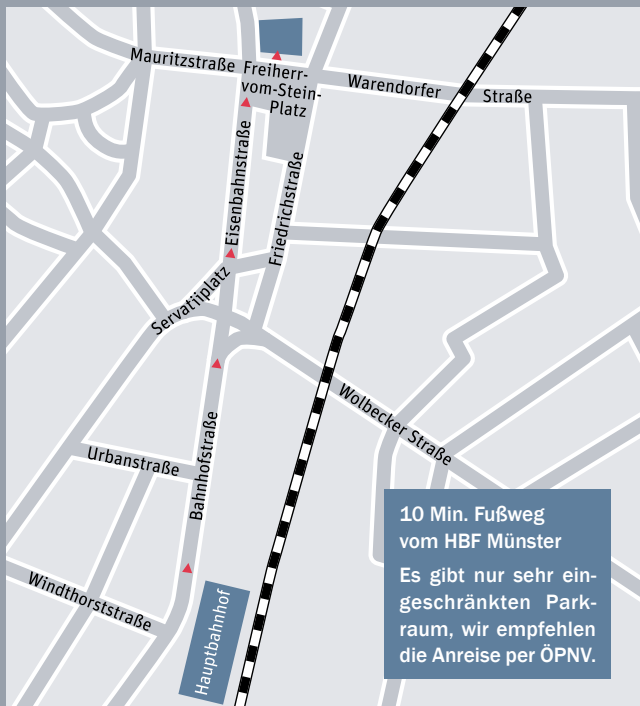 Mauritzstraße
Freiherr-
vom-Stein-
Platz
Warendorfer
Straße
Eisenbahnstraße
Friedrichstraße
Servatiiplatz
Wolbecker Straße
Bahnhofstraße
Urbanstraße
Windthorststraße
Hauptbahnhof
10 Min. Fußweg
vom HBF Münster
Es gibt nur sehr ein-
geschränkten Park-
raum, wir empfehlen
die Anreise per ÖPNV.